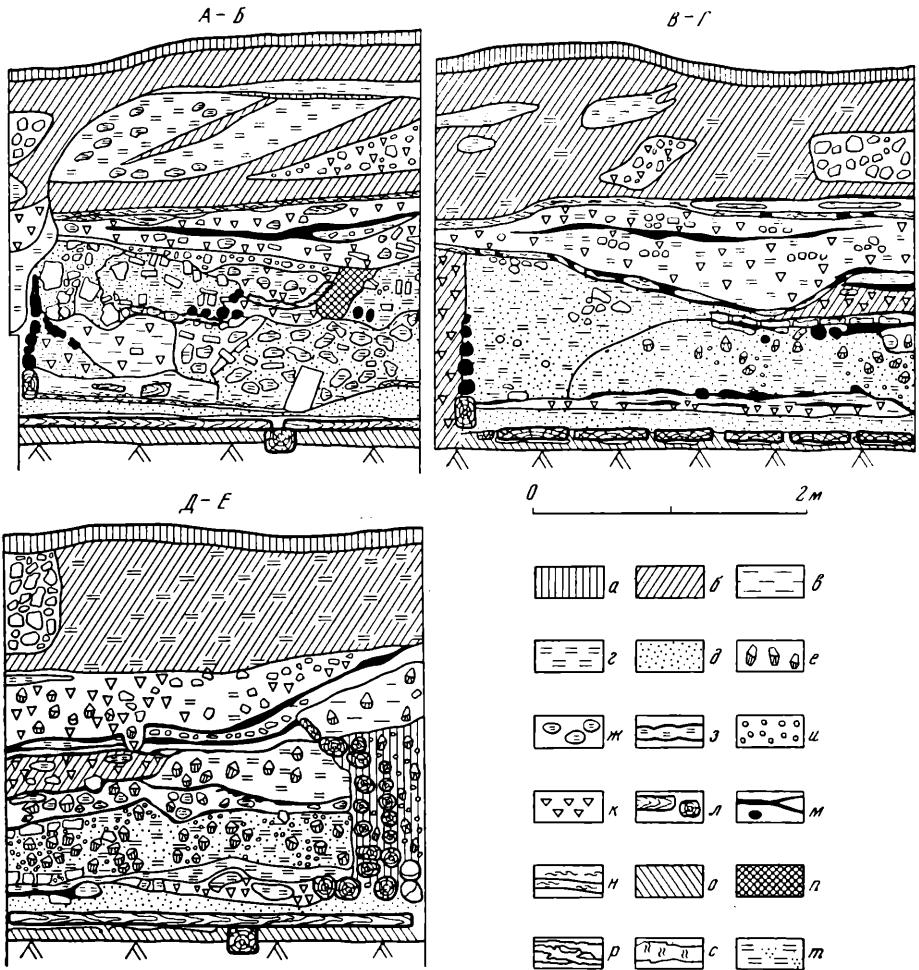 А – Б
В – Г
Д – Е
0 2 м
а б в
г д е
ж з и
к л м
н о п
р с т